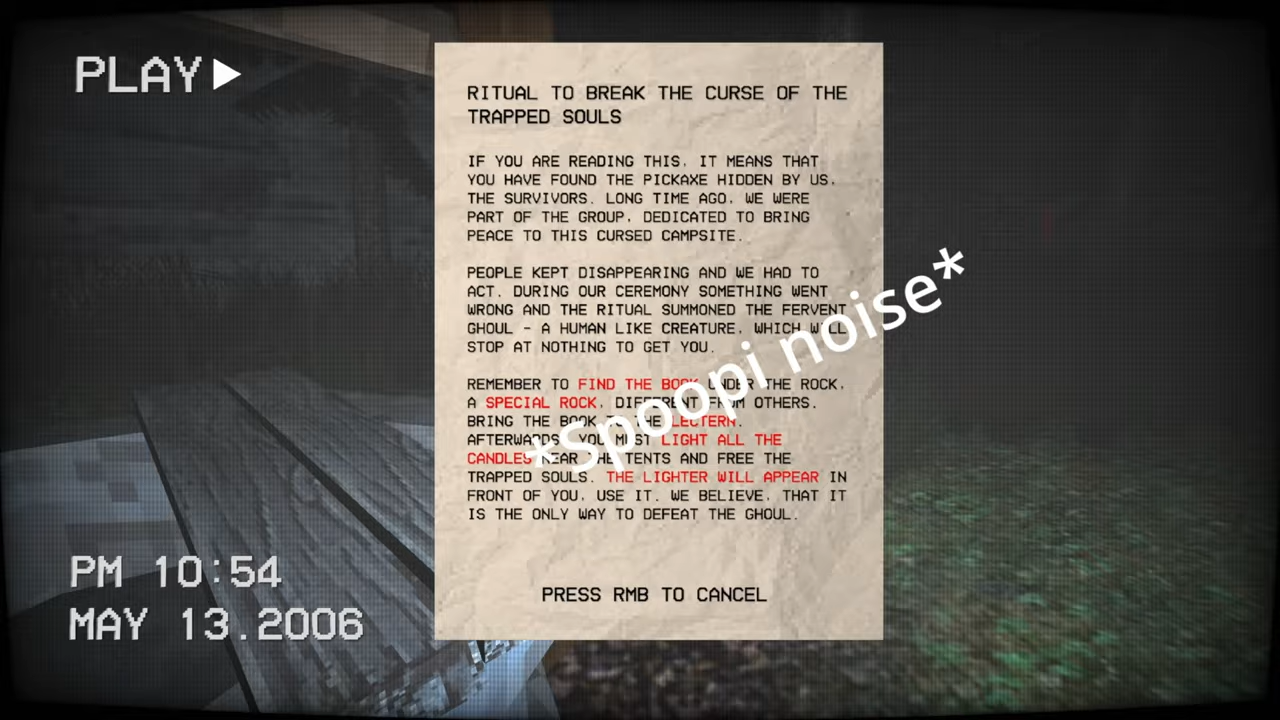 PLAY
RITUAL TO BREAK THE CURSE OF THE
TRAPPED SOULS
IF YOU ARE READING THIS, IT MEANS THAT
YOU HAVE FOUND THE PICKAXE HIDDEN BY US,
THE SURVIVORS. LONG TIME AGO, WE WERE
PART OF THE GROUP, DEDICATED TO BRING
PEACE TO THIS CURSED CAMPSITE.
PEOPLE KEPT DISAPPEARING AND WE HAD TO
ACT. DURING OUR CEREMONY SOMETHING WENT
WRONG AND THE RITUAL SUMMONED THE FERVENT
GHOUL - A HUMAN LIKE CREATURE, WHICH WILL
STOP AT NOTHING TO GET YOU.
REMEMBER TO FIND THE BOOK UNDER THE ROCK,
A SPECIAL ROCK, DIFFERENT FROM OTHERS.
BRING THE BOOK TO THE LECTERN.
AFTERWARDS, YOU MUST LIGHT ALL THE
CANDLES NEAR THE TENTS AND FREE THE
TRAPPED SOULS. THE LIGHTER WILL APPEAR IN
FRONT OF YOU, USE IT. WE BELIEVE, THAT IT
IS THE ONLY WAY TO DEFEAT THE GHOUL.
*Spoopi noise*
PRESS RMB TO CANCEL
PM 10:54
MAY 13.2006